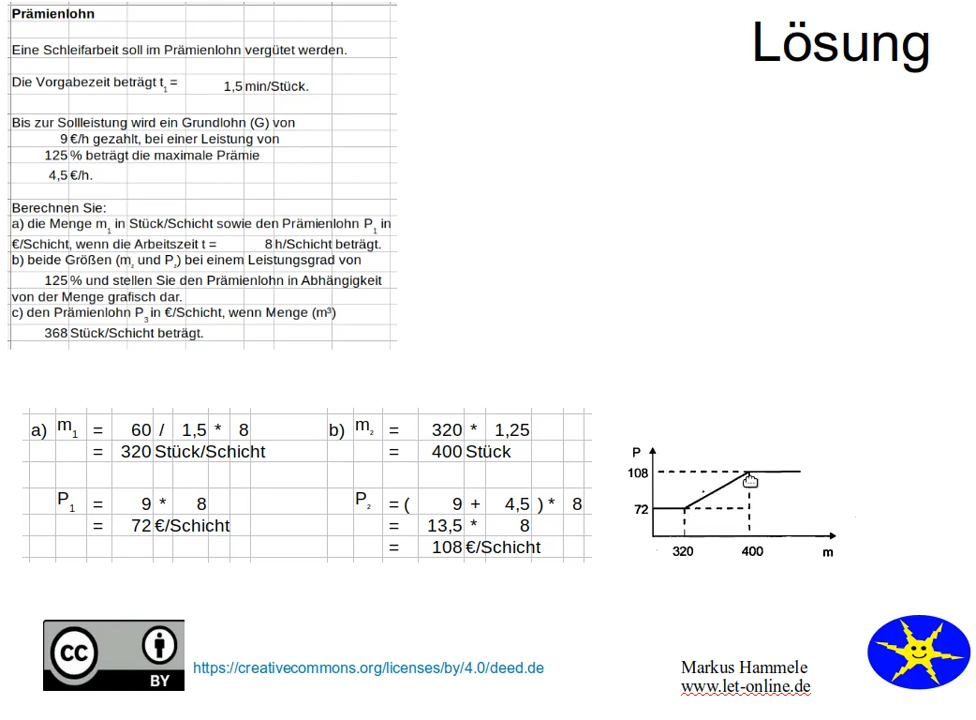 Prämienlohn
Lösung
Eine Schleifarbeit soll im Prämienlohn vergütet werden.
Die Vorgabezeit beträgt t1 = 1,5 min/Stück.
Bis zur Sollleistung wird ein Grundlohn (G) von
9 €/h gezahlt, bei einer Leistung von
125 % beträgt die maximale Prämie
4,5 €/h.
Berechnen Sie:
a) die Menge m1 in Stück/Schicht sowie den Prämienlohn P1 in
€/Schicht, wenn die Arbeitszeit t = 8 h/Schicht beträgt.
b) beide Größen (m2 und P2) bei einem Leistungsgrad von
125 % und stellen Sie den Prämienlohn in Abhängigkeit
von der Menge grafisch dar.
c) den Prämienlohn P3 in €/Schicht, wenn Menge (m³)
368 Stück/Schicht beträgt.
a) m1 = 60 / 1,5 * 8
= 320 Stück/Schicht
P1 = 9 * 8
= 72 €/Schicht
b) m2 = 320 * 1,25
= 400 Stück
P2 = ( 9 + 4,5 ) * 8
= 13,5 * 8
= 108 €/Schicht
P
108
72
320 400 m
CC
BY
https://creativecommons.org/licenses/by/4.0/deed.de
Markus Hammele
www.let-online.de